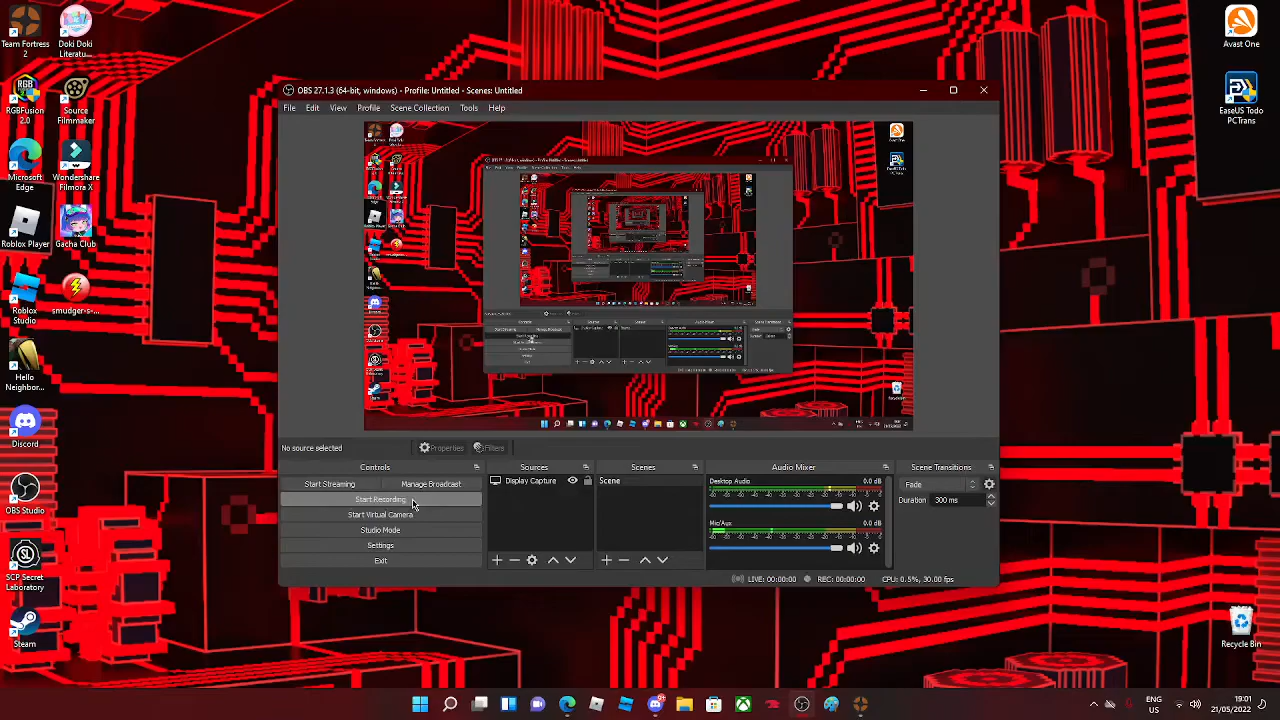 Team Fortress
2
Doki Doki
Literatu...
RGBFusion
2.0
Source
Filmmaker
Microsoft
Edge
Wondershare
Filmora X
Roblox Player
Gacha Club
Roblox
Studio
smudger-s...
Hello
Neighbor...
Discord
OBS Studio
SCP Secret
Laboratory
Steam
Avast One
EaseUS Todo
PCTrans
Recycle Bin
OBS 27.1.3 (64-bit, windows) - Profile: Untitled - Scenes: Untitled
File Edit View Profile Scene Collection Tools Help
No source selected
Properties
Filters
Controls
Start Streaming
Manage Broadcast
Start Recording
Start Virtual Camera
Studio Mode
Settings
Exit
Sources
Display Capture
Scenes
Scene
Audio Mixer
Desktop Audio 0.0 dB
Mic/Aux 0.0 dB
Scene Transitions
Fade
Duration 300 ms
LIVE: 00:00:00 REC: 00:00:00 CPU: 0.5%, 30.00 fps
9+
ENG
US
19:01
21/05/2022